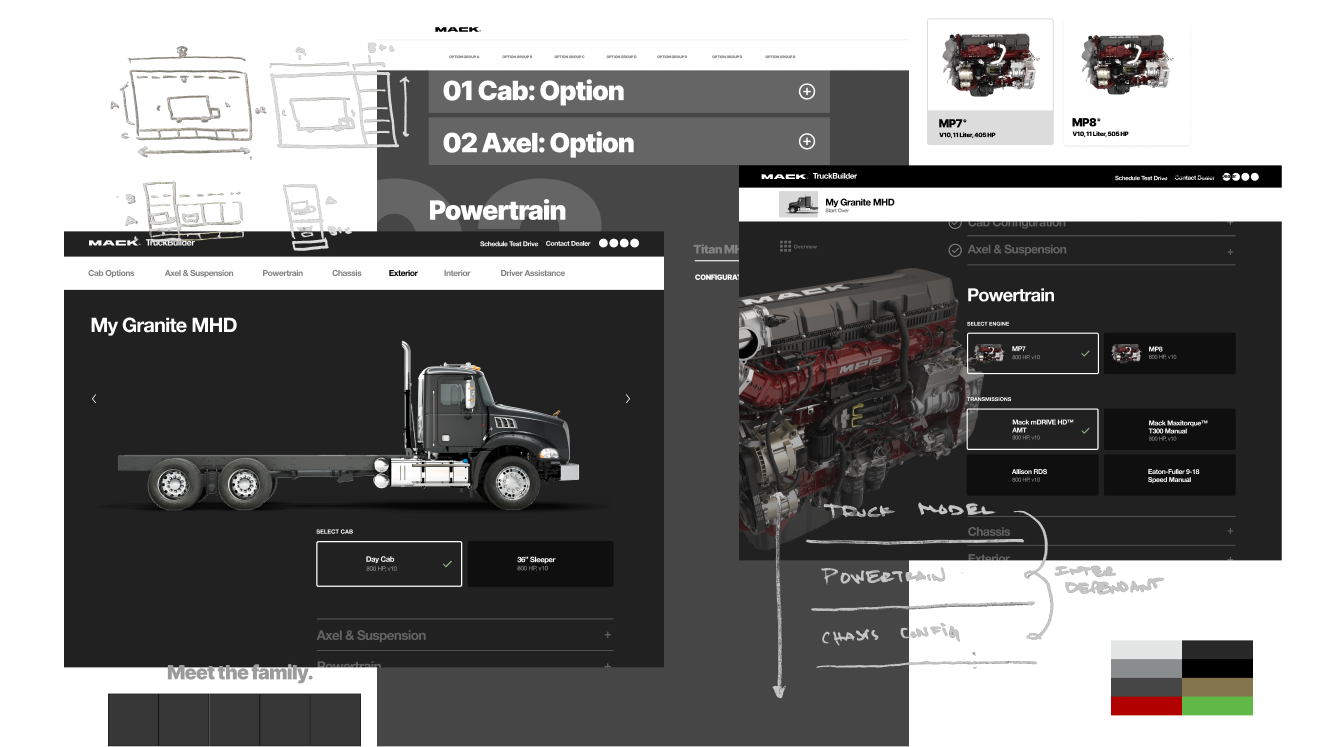 MACK
OPTION GROUP A
OPTION GROUP B
OPTION GROUP C
OPTION GROUP D
OPTION GROUP D
OPTION GROUP D
OPTION GROUP D
01 Cab: Option
02 Axel: Option
Powertrain
MP7®
V10, 11 Liter, 405 HP
MP8®
V10, 11 Liter, 505 HP
MACK TruckBuilder
Schedule Test Drive
Contact Dealer
Cab Options
Axel & Suspension
Powertrain
Chassis
Exterior
Interior
Driver Assistance
My Granite MHD
SELECT CAB
Day Cab
800 HP, v10
36" Sleeper
800 HP, v10
Axel & Suspension
Powertrain
Meet the family.
Titan MH
CONFIGURAT
MACK TruckBuilder
Schedule Test Drive
Contact Dealer
My Granite MHD
Start Over
Overview
Cab Configuration
Axel & Suspension
MACK
MP8
Powertrain
SELECT ENGINE
MP7
800 HP, v10
MP8
800 HP, v10
TRANSMISSIONS
Mack mDRIVE HD™
AMT
800 HP, v10
Mack Maxitorque™
T300 Manual
800 HP, v10
Allison RDS
800 HP, v10
Eaton-Fuller 9-18
Speed Manual
Chassis
Exterior
TRUCK MODEL
POWERTRAIN
CHASIS CONFIG
INTER
DEPENDANT